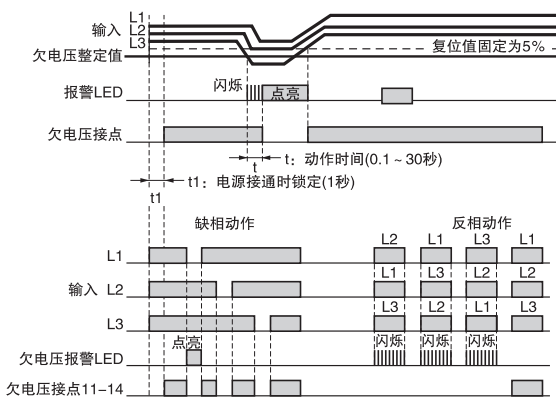 L1
输入 L2
L3
欠电压整定值
复位值固定为5%
报警LED
闪烁
点亮
欠电压接点
t
t：动作时间(0.1～30秒)
t1：电源接通时锁定(1秒)
t1
缺相动作
反相动作
L2 L1 L3 L1
L1
L1 L3 L2 L2
输入 L2
L3 L2 L1 L3
L3
点亮
闪烁 闪烁 闪烁
欠电压报警LED
欠电压接点11-14